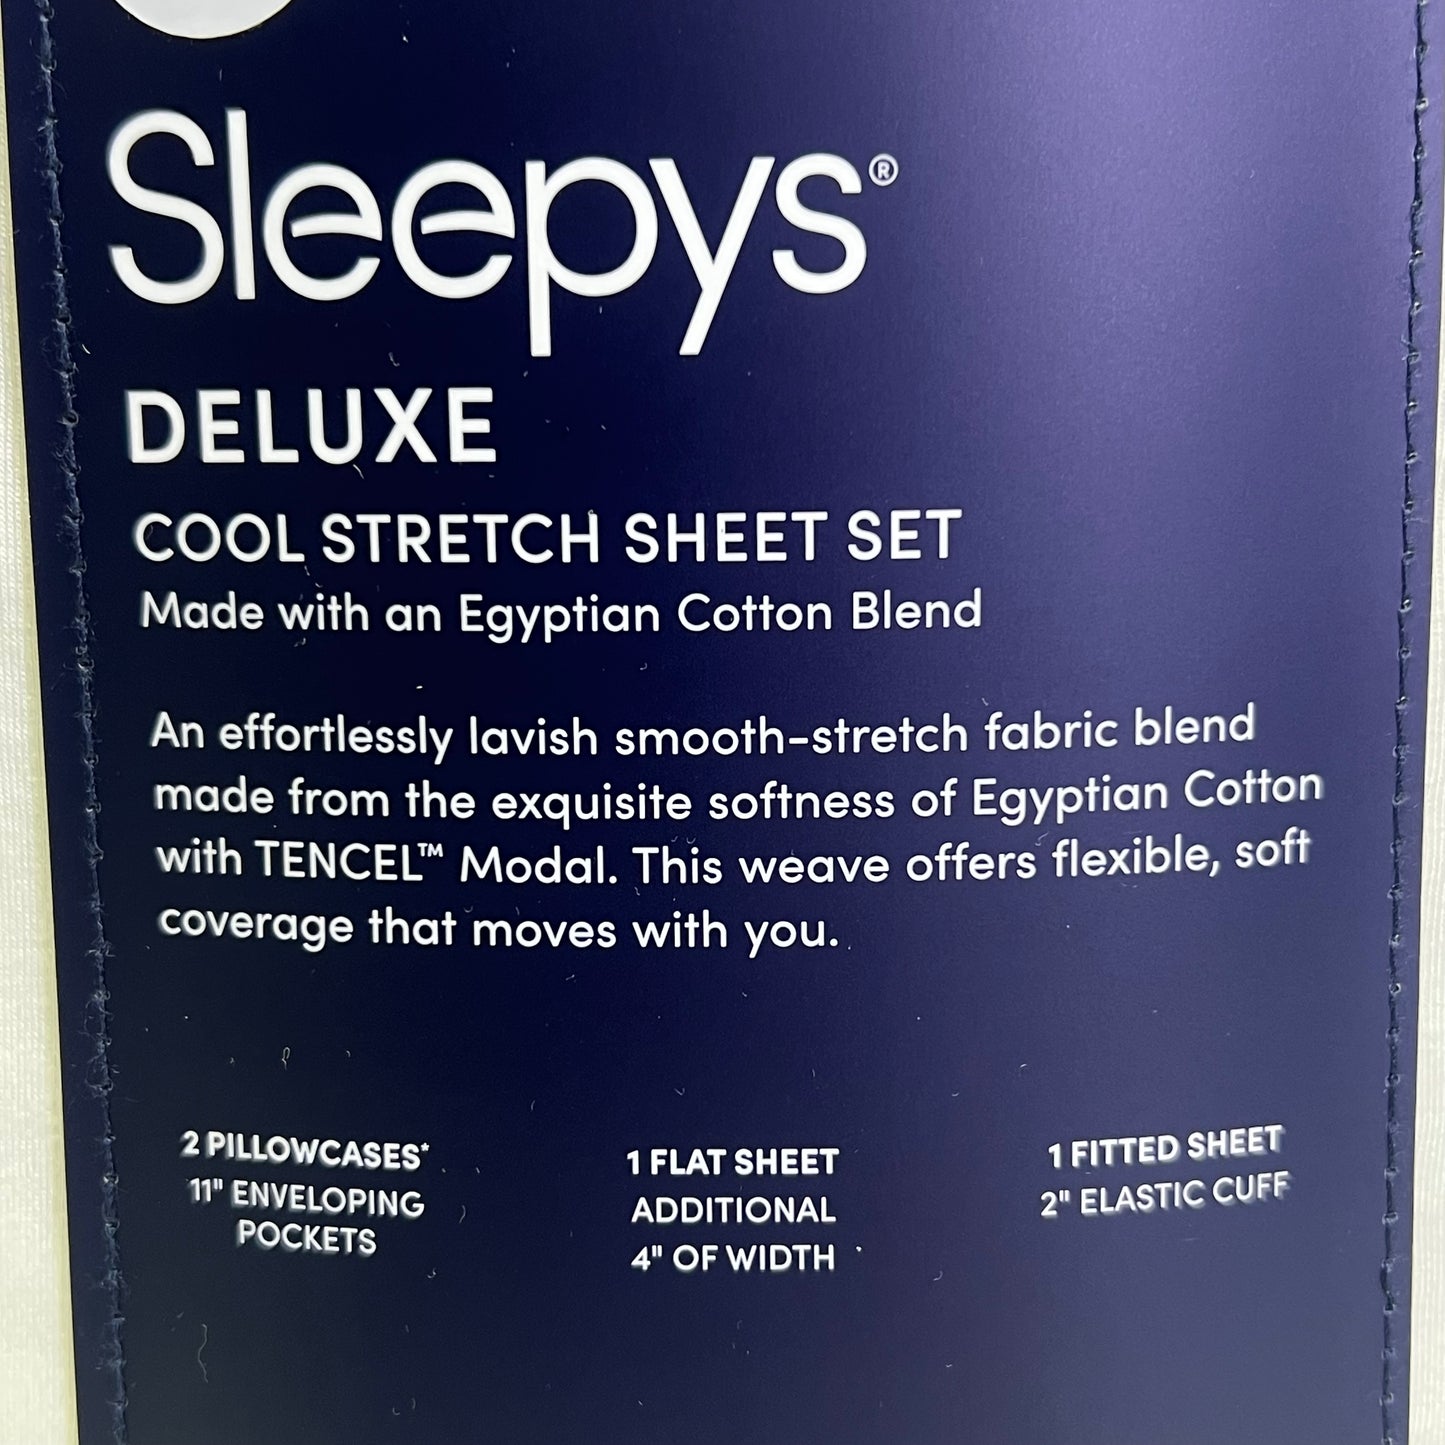 Sleepys®
DELUXE
COOL STRETCH SHEET SET
Made with an Egyptian Cotton Blend
An effortlessly lavish smooth-stretch fabric blend
made from the exquisite softness of Egyptian Cotton
with TENCEL™ Modal. This weave offers flexible, soft
coverage that moves with you.
2 PILLOWCASES*
11" ENVELOPING
POCKETS
1 FLAT SHEET
ADDITIONAL
4" OF WIDTH
1 FITTED SHEET
2" ELASTIC CUFF